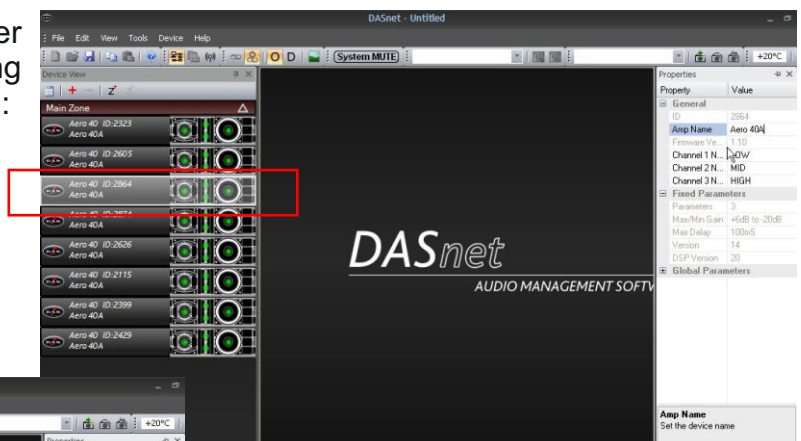 er
ng
:
DASnet - Untitled
File Edit View Tools Device Help
O D System MUTE +20°C
Device View
Main Zone
Aero 40 ID:2323
Aero 40A
Aero 40 ID:2605
Aero 40A
Aero 40 ID:2864
Aero 40A
Aero 40 ID:2874
Aero 40A
Aero 40 ID:2626
Aero 40A
Aero 40 ID:2115
Aero 40A
Aero 40 ID:2399
Aero 40A
Aero 40 ID:2429
Aero 40A
DASnet
AUDIO MANAGEMENT SOFTW
Properties
Property Value
General
ID 2864
Amp Name Aero 40A
Firmware Ve... 1.10
Channel 1 N... LOW
Channel 2 N... MID
Channel 3 N... HIGH
Fixed Parameters
Parameters 3
Max/Min Gain +6dB to -20dB
Max Delay 100mS
Version 14
DSP Version 20
Global Parameters
Amp Name
Set the device name
+20°C
Properties